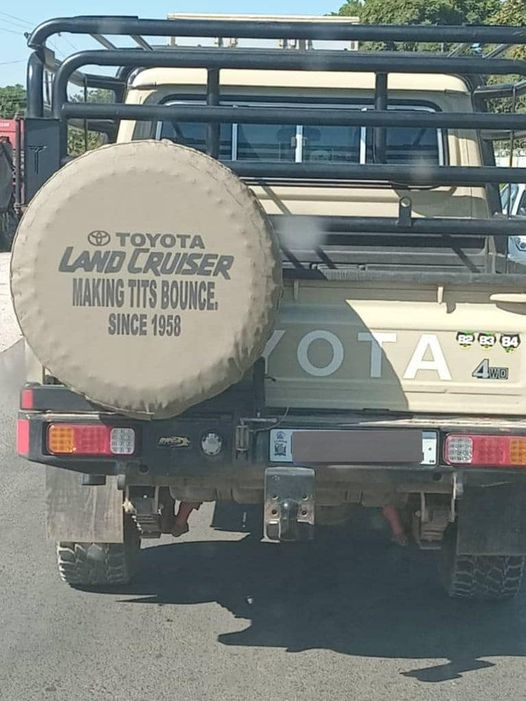 TOYOTA
LAND CRUISER
MAKING TITS BOUNCE.
SINCE 1958
YOTA
82 83 84
4WD